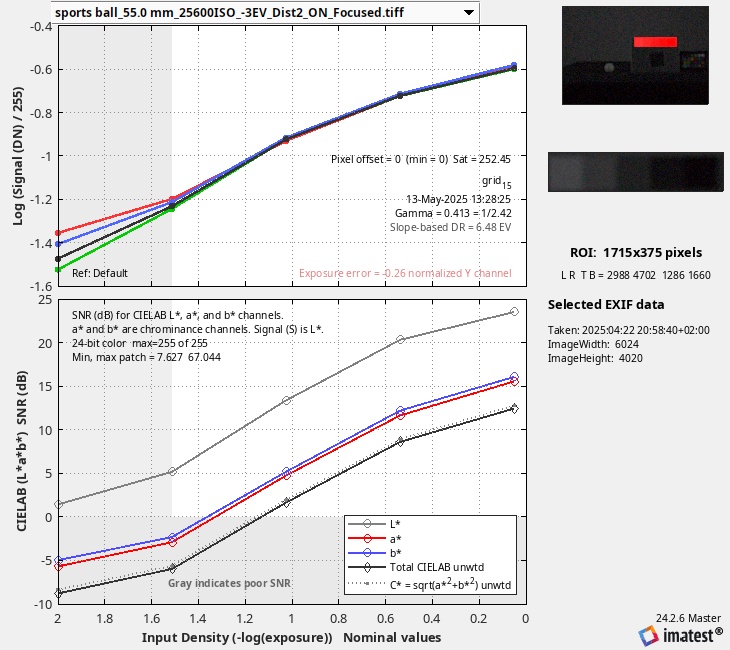 sports ball_55.0 mm_25600ISO_-3EV_Dist2_ON_Focused.tiff
Log (Signal (DN) / 255)
-0.4
-0.6
-0.8
-1
-1.2
-1.4
-1.6
Pixel offset = 0 (min = 0) Sat = 252.45
grid15
13-May-2025 13:28:25
Gamma = 0.413 = 1/2.42
Slope-based DR = 6.48 EV
Ref: Default
Exposure error = -0.26 normalized Y channel
CIELAB (L*a*b*) SNR (dB)
25
20
15
10
5
0
-5
-10
SNR (dB) for CIELAB L*, a*, and b* channels.
a* and b* are chrominance channels. Signal (S) is L*.
24-bit color max=255 of 255
Min, max patch = 7.627 67.044
L*
a*
b*
Total CIELAB unwtd
C* = sqrt(a*2+b*2) unwtd
Gray indicates poor SNR
2 1.8 1.6 1.4 1.2 1 0.8 0.6 0.4 0.2 0
Input Density (-log(exposure)) Nominal values
ROI: 1715x375 pixels
L R T B = 2988 4702 1286 1660
Selected EXIF data
Taken: 2025:04:22 20:58:40+02:00
ImageWidth: 6024
ImageHeight: 4020
24.2.6 Master
imatest®